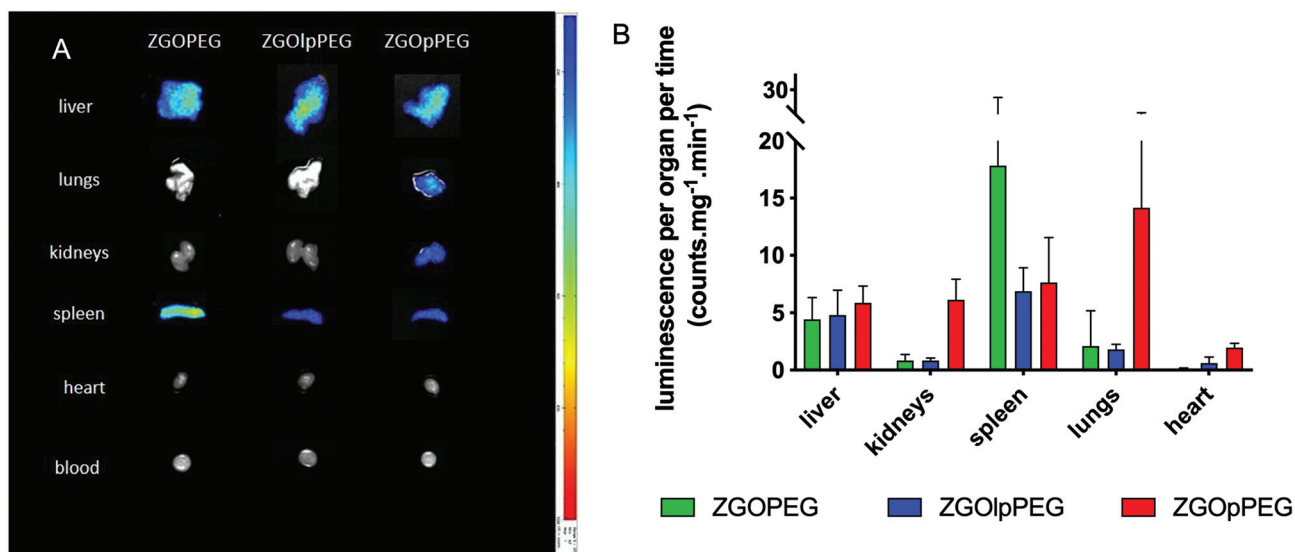 A
ZGOPEG ZGOlpPEG ZGOpPEG
liver
lungs
kidneys
spleen
heart
blood
B
luminescence per organ per time
(counts.mg⁻¹.min⁻¹)
30
20
15
10
5
0
liver kidneys spleen lungs heart
ZGOPEG ZGOlpPEG ZGOpPEG